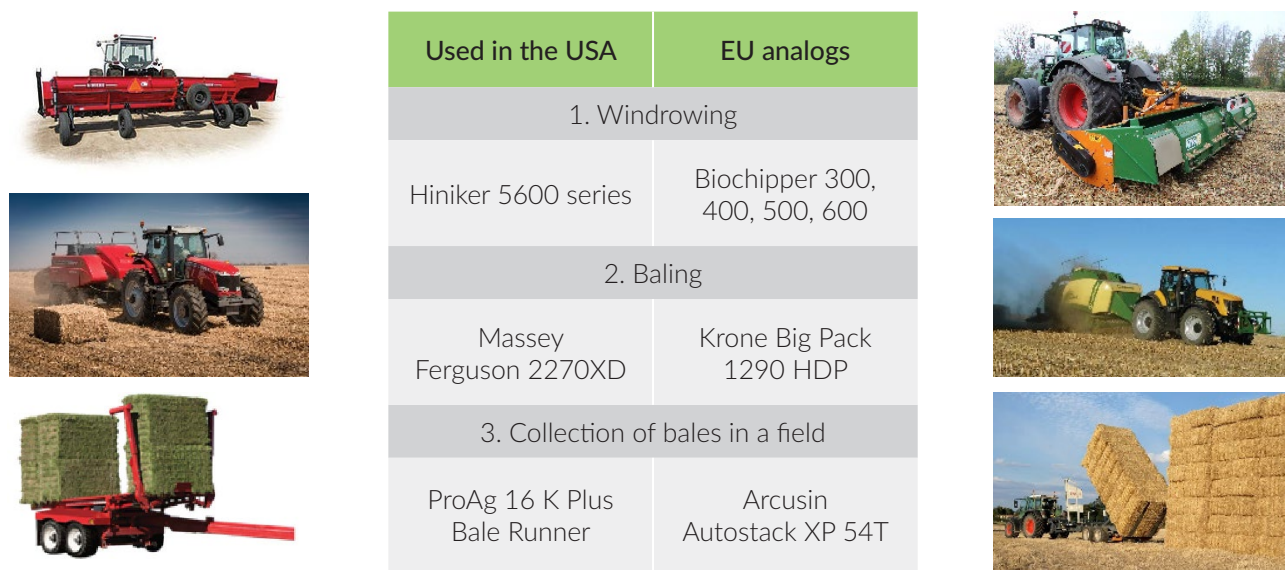 Used in the USA
EU analogs
1. Windrowing
Hiniker 5600 series
Biochipper 300,
400, 500, 600
2. Baling
Massey
Ferguson 2270XD
Krone Big Pack
1290 HDP
3. Collection of bales in a field
ProAg 16 K Plus
Bale Runner
Arcusin
Autostack XP 54T